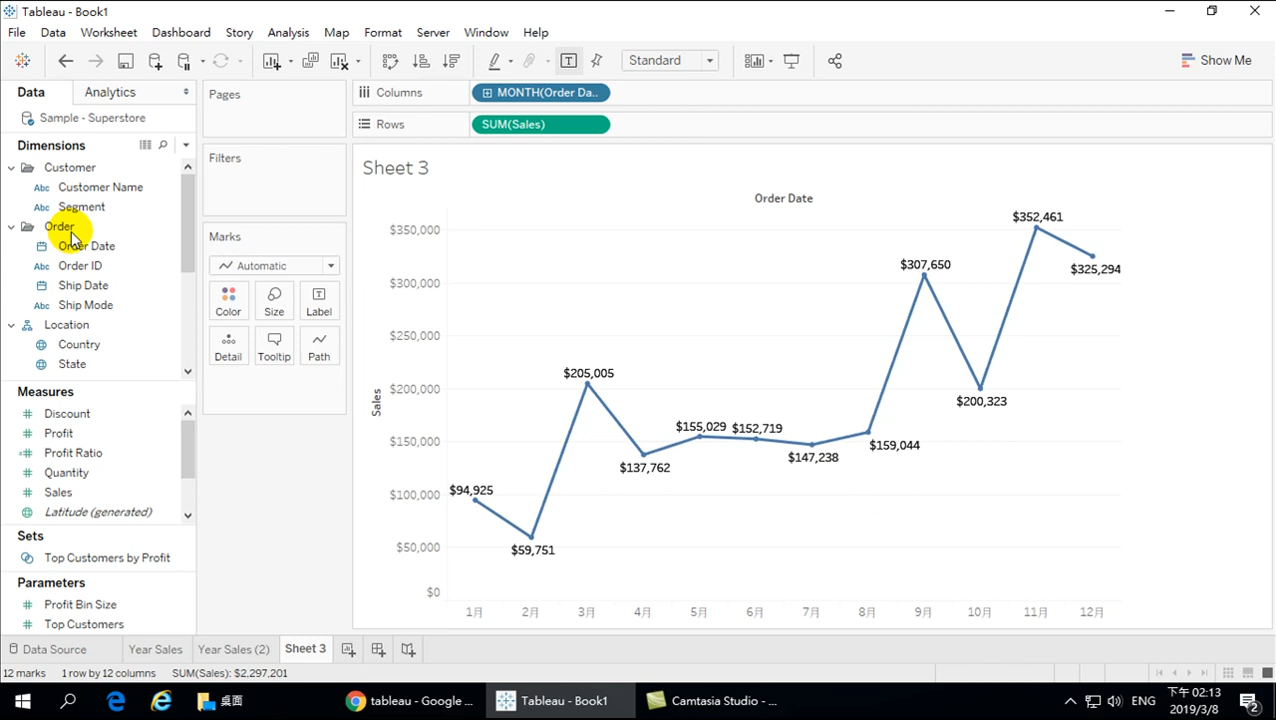 Tableau - Book1
File Data Worksheet Dashboard Story Analysis Map Format Server Window Help
Standard
Show Me
Data Analytics
Sample - Superstore
Dimensions
Customer
Abc Customer Name
Abc Segment
Order
Order Date
Abc Order ID
Ship Date
Abc Ship Mode
Location
Country
State
Measures
Discount
Profit
Profit Ratio
Quantity
Sales
Latitude (generated)
Sets
Top Customers by Profit
Parameters
Profit Bin Size
Top Customers
Pages
Filters
Marks
Automatic
Color Size Label
Detail Tooltip Path
Columns MONTH(Order Da..
Rows SUM(Sales)
Sheet 3
Order Date
Sales
$350,000
$300,000
$250,000
$200,000
$150,000
$100,000
$50,000
$0
$94,925
$59,751
$205,005
$137,762
$155,029
$152,719
$147,238
$159,044
$307,650
$200,323
$352,461
$325,294
1月 2月 3月 4月 5月 6月 7月 8月 9月 10月 11月 12月
Data Source Year Sales Year Sales (2) Sheet 3
12 marks 1 row by 12 columns SUM(Sales): $2,297,201
桌面
tableau - Google ...
Tableau - Book1
Camtasia Studio - ...
ENG
下午 02:13
2019/3/8
2